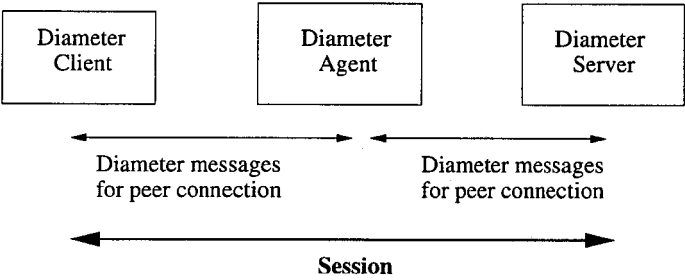 Diameter
Client
Diameter
Agent
Diameter
Server
Diameter messages
for peer connection
Diameter messages
for peer connection
Session